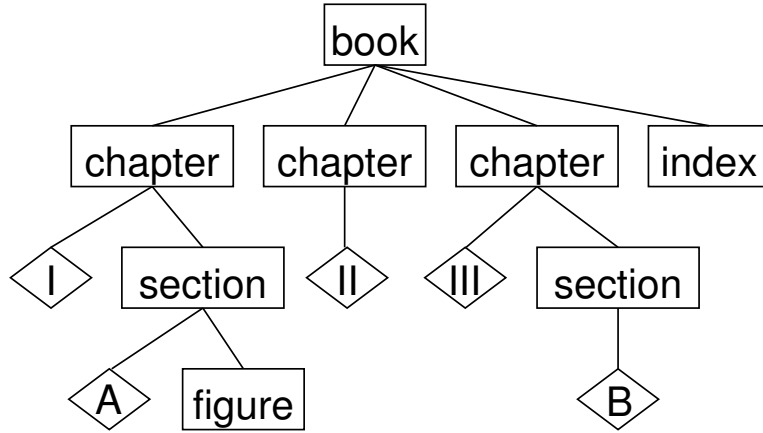 book
chapter chapter chapter index
I section II III section
A figure B